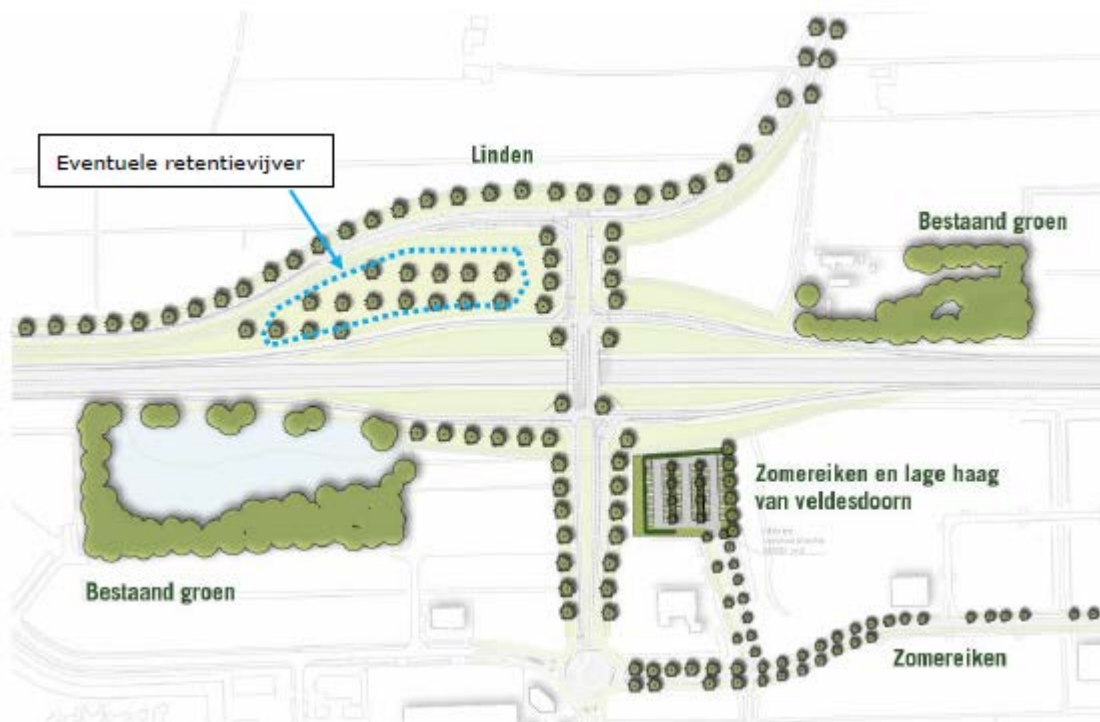 Eventuele retentievijver
Linden
Bestaand groen
Zomereiken en lage haag
van veldesdoorn
Bestaand groen
Zomereiken